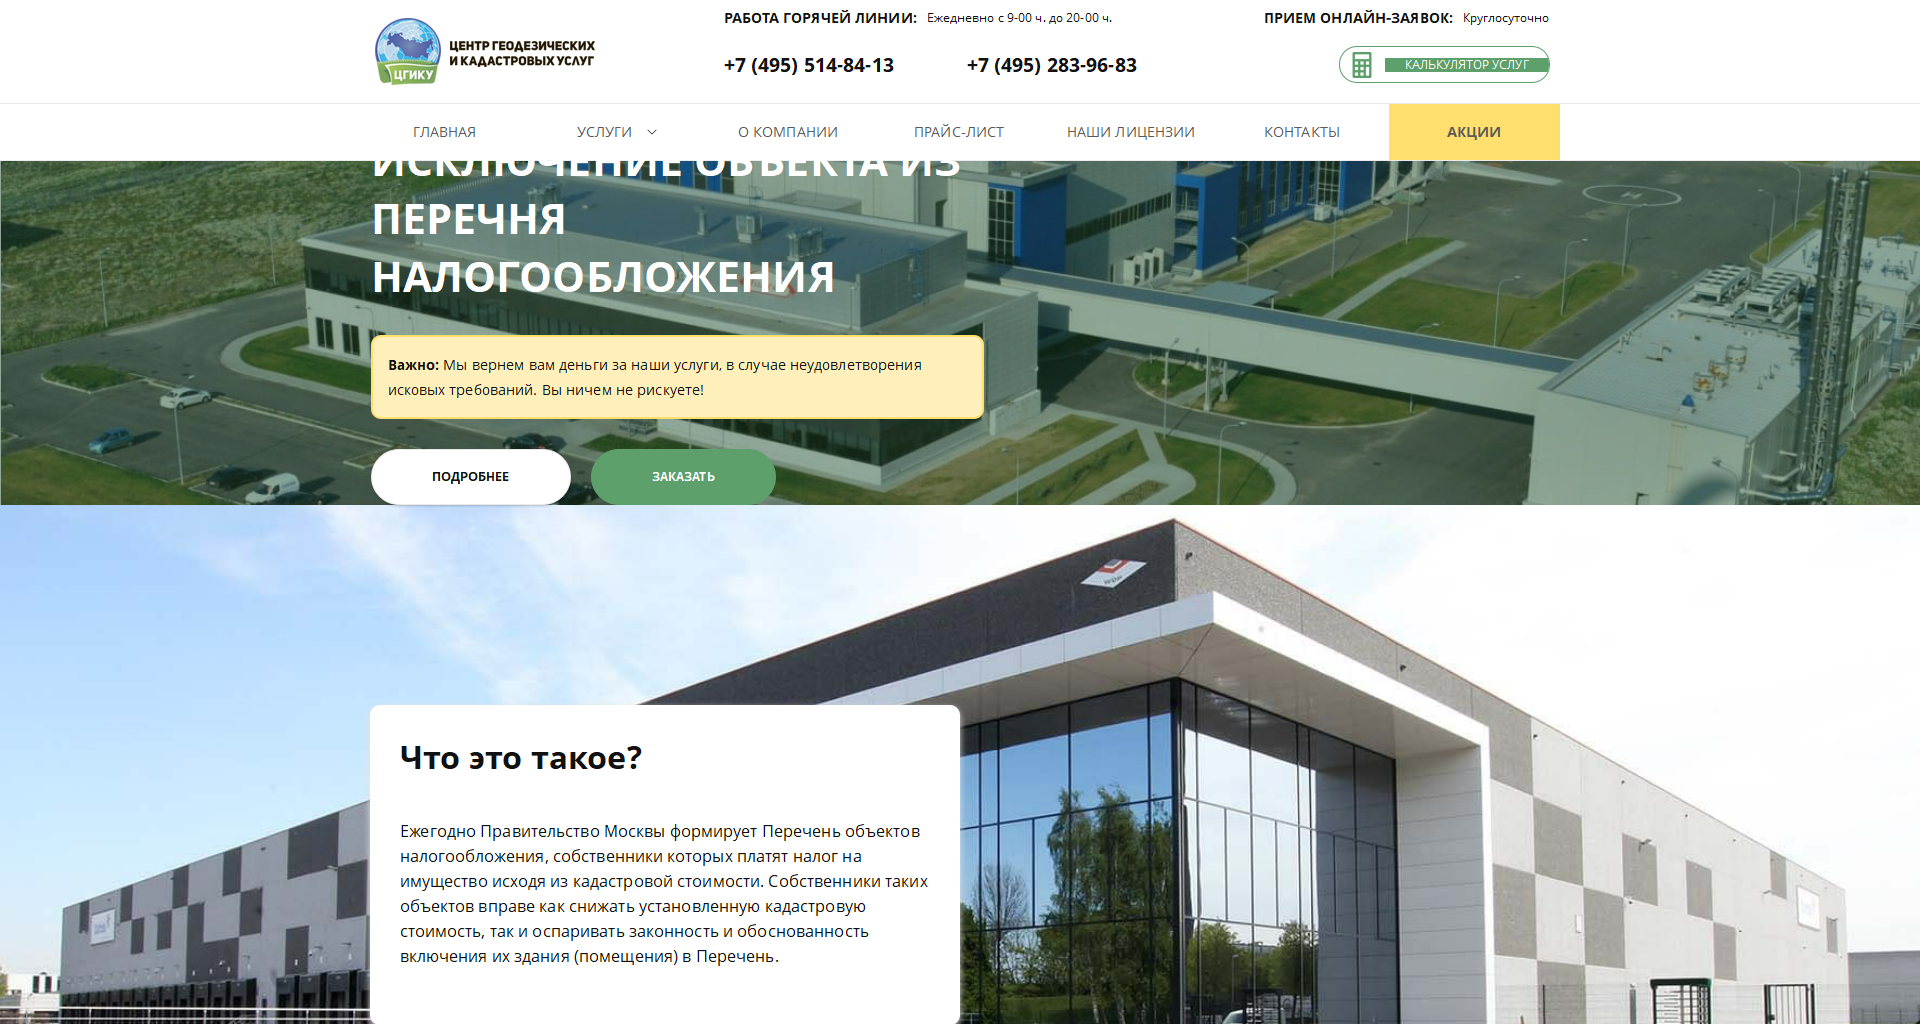 РАБОТА ГОРЯЧЕЙ ЛИНИИ: Ежедневно с 9-00 ч. до 20-00 ч.
ПРИЕМ ОНЛАЙН-ЗАЯВОК: Круглосуточно
ЦЕНТР ГЕОДЕЗИЧЕСКИХ
И КАДАСТРОВЫХ УСЛУГ
ЦГИКУ
+7 (495) 514-84-13
+7 (495) 283-96-83
КАЛЬКУЛЯТОР УСЛУГ
ГЛАВНАЯ
УСЛУГИ
О КОМПАНИИ
ПРАЙС-ЛИСТ
НАШИ ЛИЦЕНЗИИ
КОНТАКТЫ
АКЦИИ
ИСКЛЮЧЕНИЕ ОБЪЕКТА ИЗ
ПЕРЕЧНЯ
НАЛОГООБЛОЖЕНИЯ
Важно: Мы вернем вам деньги за наши услуги, в случае неудовлетворения
исковых требований. Вы ничем не рискуете!
ПОДРОБНЕЕ
ЗАКАЗАТЬ
Что это такое?
Ежегодно Правительство Москвы формирует Перечень объектов
налогообложения, собственники которых платят налог на
имущество исходя из кадастровой стоимости. Собственники таких
объектов вправе как снижать установленную кадастровую
стоимость, так и оспаривать законность и обоснованность
включения их здания (помещения) в Перечень.